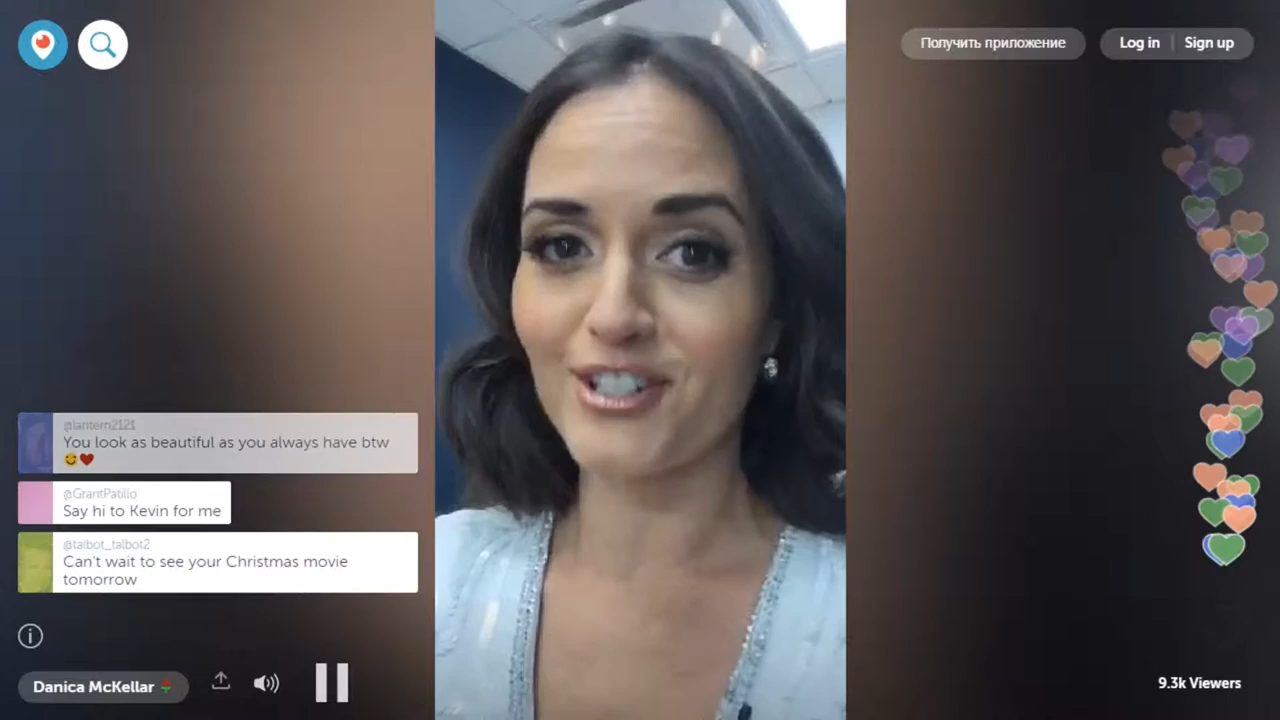 Получить приложение
Log in
Sign up
@lantern2121
You look as beautiful as you always have btw
@GrantPatillo
Say hi to Kevin for me
@talbot_talbot2
Can't wait to see your Christmas movie
tomorrow
Danica McKellar
9.3k Viewers